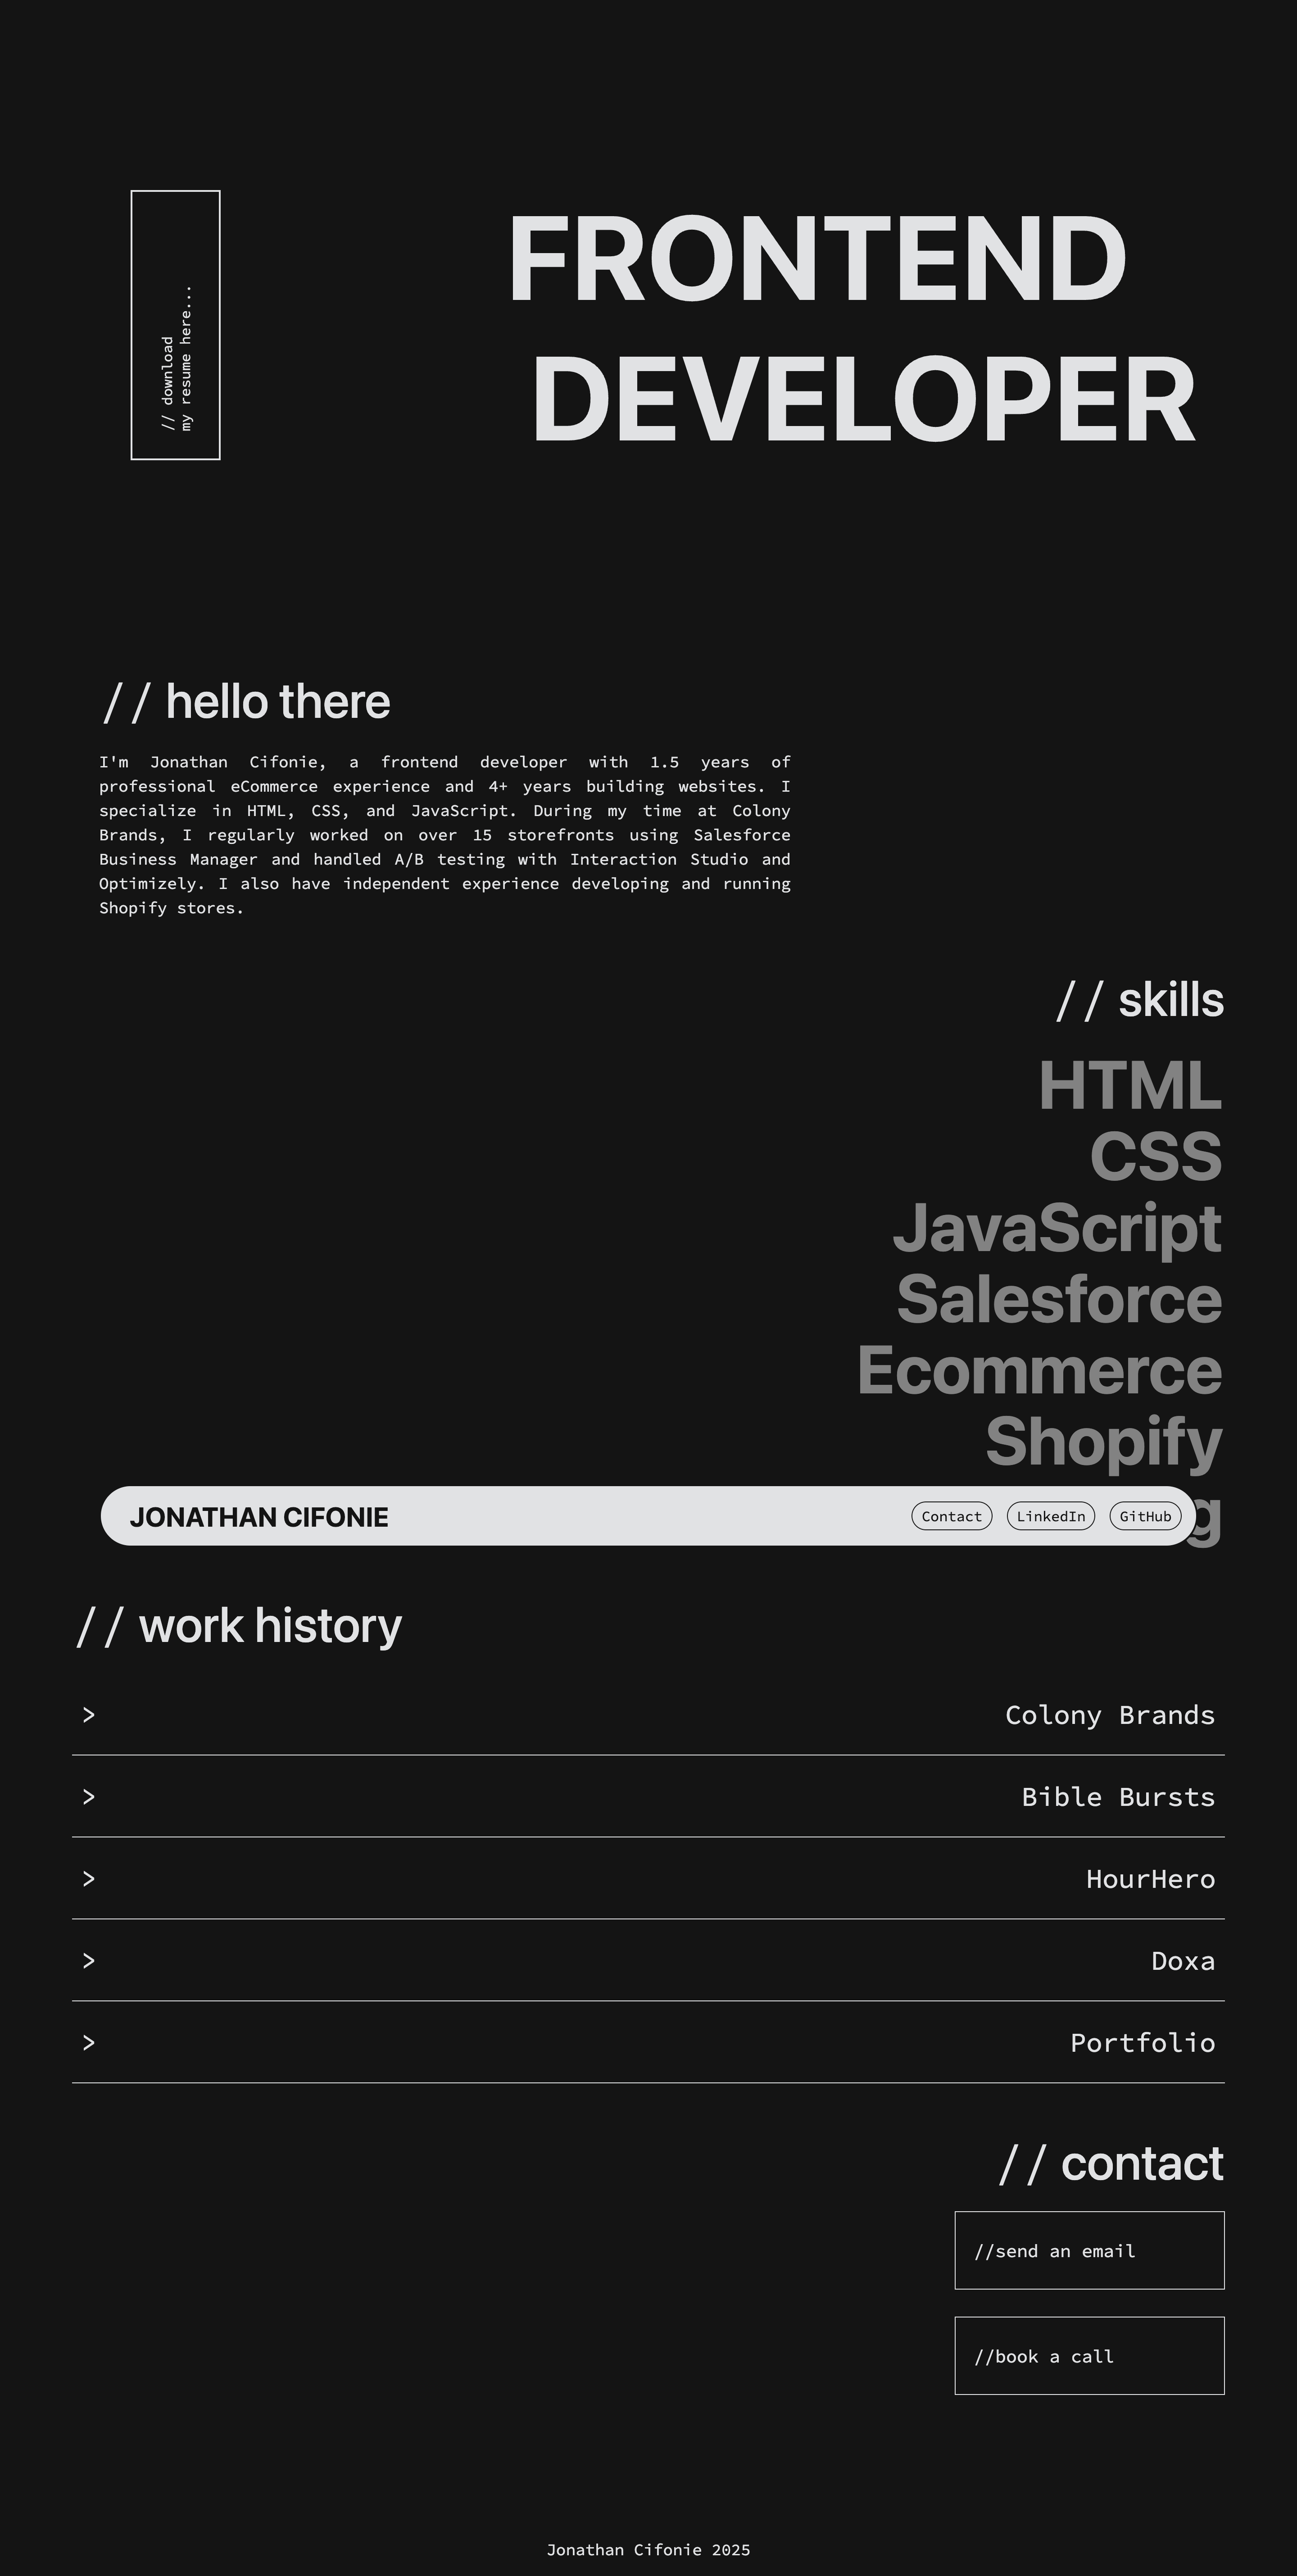 // download
my resume here...
FRONTEND
DEVELOPER
// hello there
I'm Jonathan Cifonie, a frontend developer with 1.5 years of
professional eCommerce experience and 4+ years building websites. I
specialize in HTML, CSS, and JavaScript. During my time at Colony
Brands, I regularly worked on over 15 storefronts using Salesforce
Business Manager and handled A/B testing with Interaction Studio and
Optimizely. I also have independent experience developing and running
Shopify stores.
// skills
HTML
CSS
JavaScript
Salesforce
Ecommerce
Shopify
JONATHAN CIFONIE Contact LinkedIn GitHub
// work history
> Colony Brands
> Bible Bursts
> HourHero
> Doxa
> Portfolio
// contact
//send an email
//book a call
Jonathan Cifonie 2025